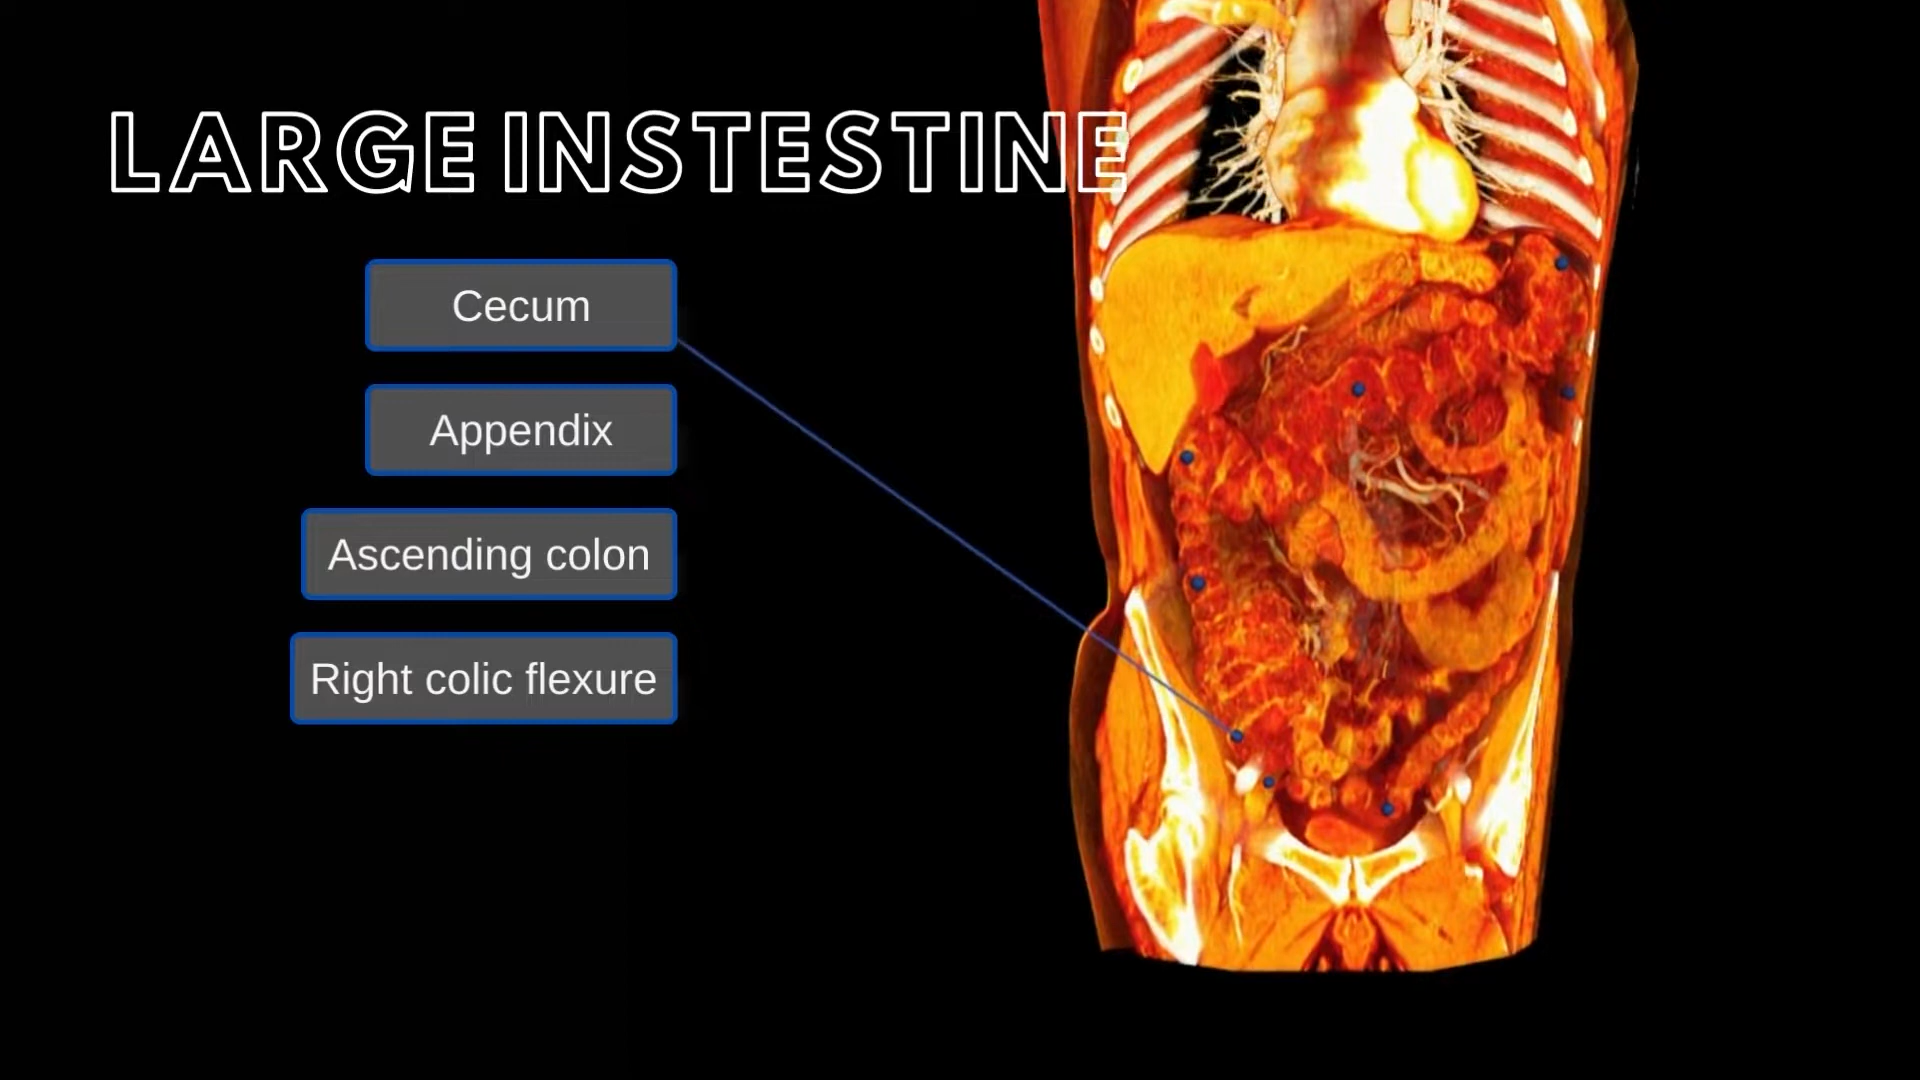 LARGE INSTESTINE
Cecum
Appendix
Ascending colon
Right colic flexure